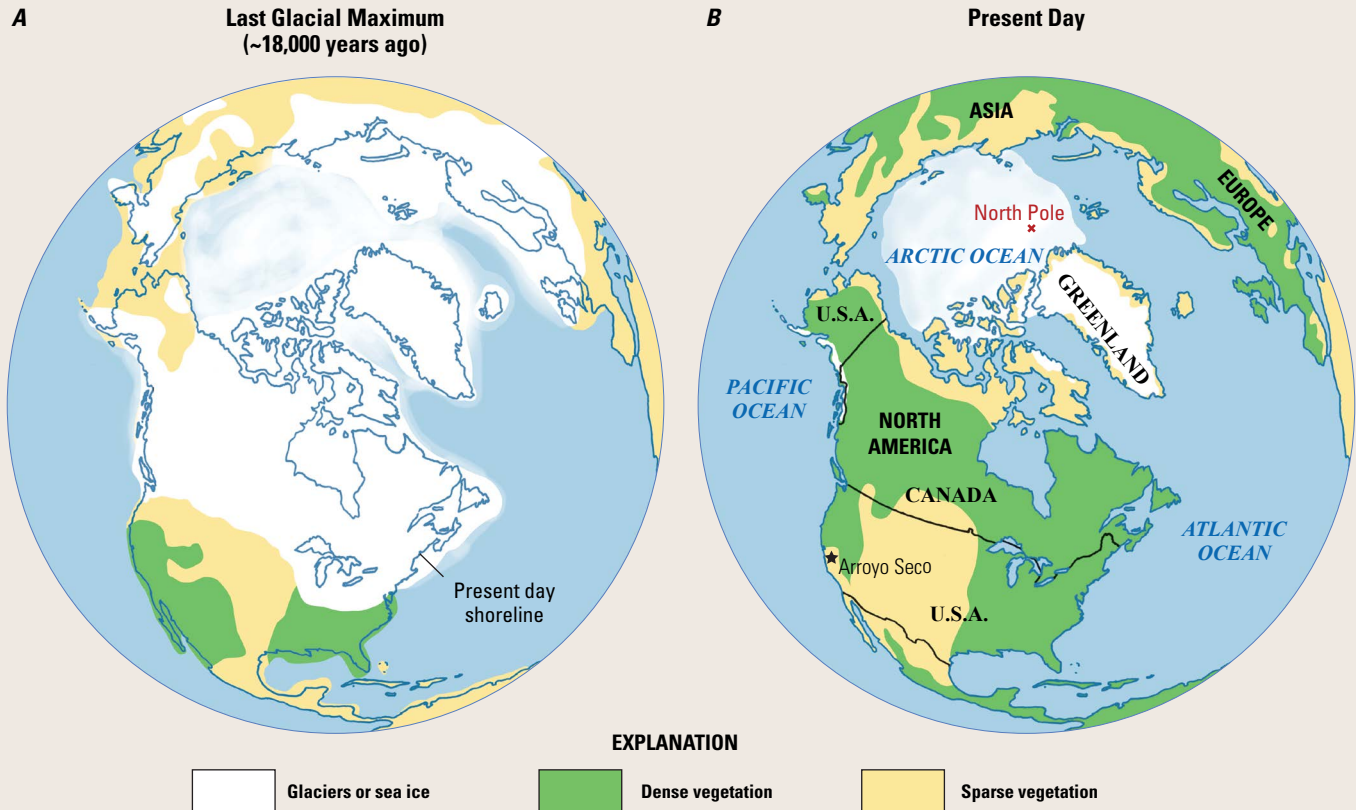 A
Last Glacial Maximum
(~18,000 years ago)
Present day
shoreline
B
Present Day
ASIA
EUROPE
North Pole
ARCTIC OCEAN
GREENLAND
U.S.A.
PACIFIC
OCEAN
NORTH
AMERICA
CANADA
ATLANTIC
OCEAN
Arroyo Seco
U.S.A.
EXPLANATION
Glaciers or sea ice
Dense vegetation
Sparse vegetation